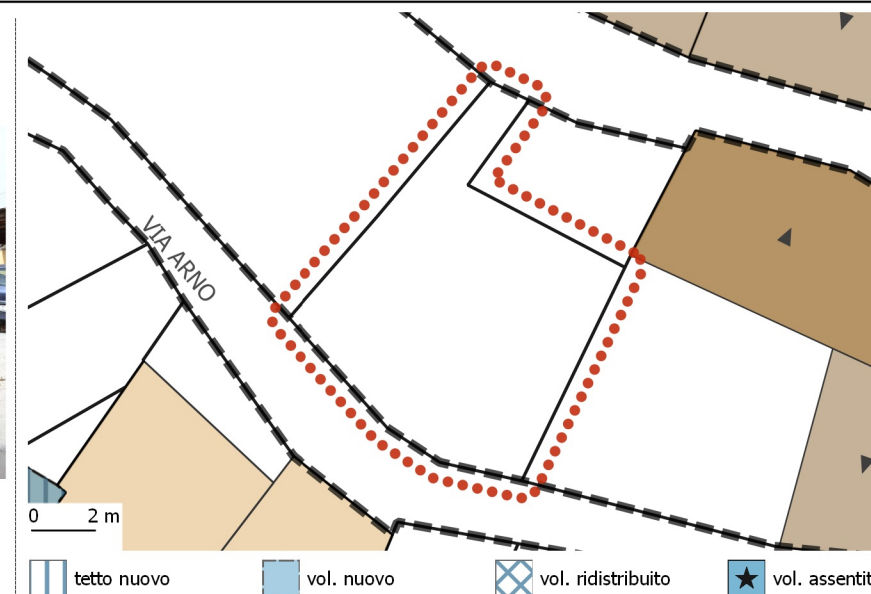 VIA ARNO
0 2 m
tetto nuovo
vol. nuovo
vol. ridistribuito
vol. assentit